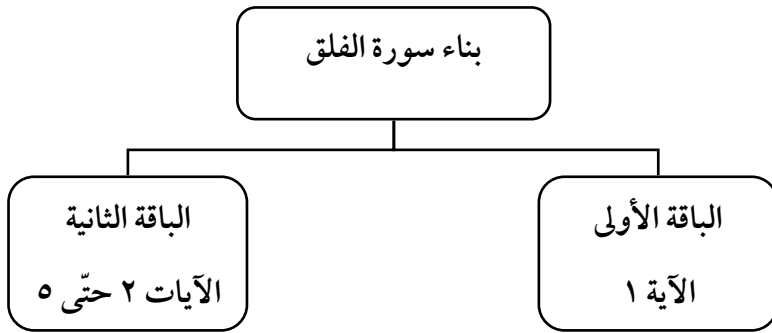 بناء سورة الفلق
الباقة الأولى
الآية ١
الباقة الثانية
الآيات ٢ حتّى ٥